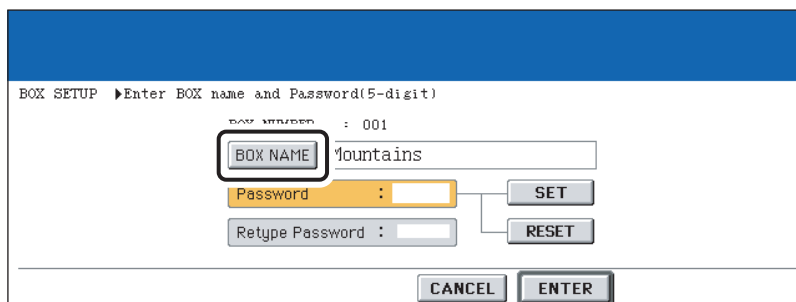 BOX SETUP ▶Enter BOX name and Password(5-digit)
: 001
BOX NAME Mountains
Password : SET
Retype Password : RESET
CANCEL ENTER